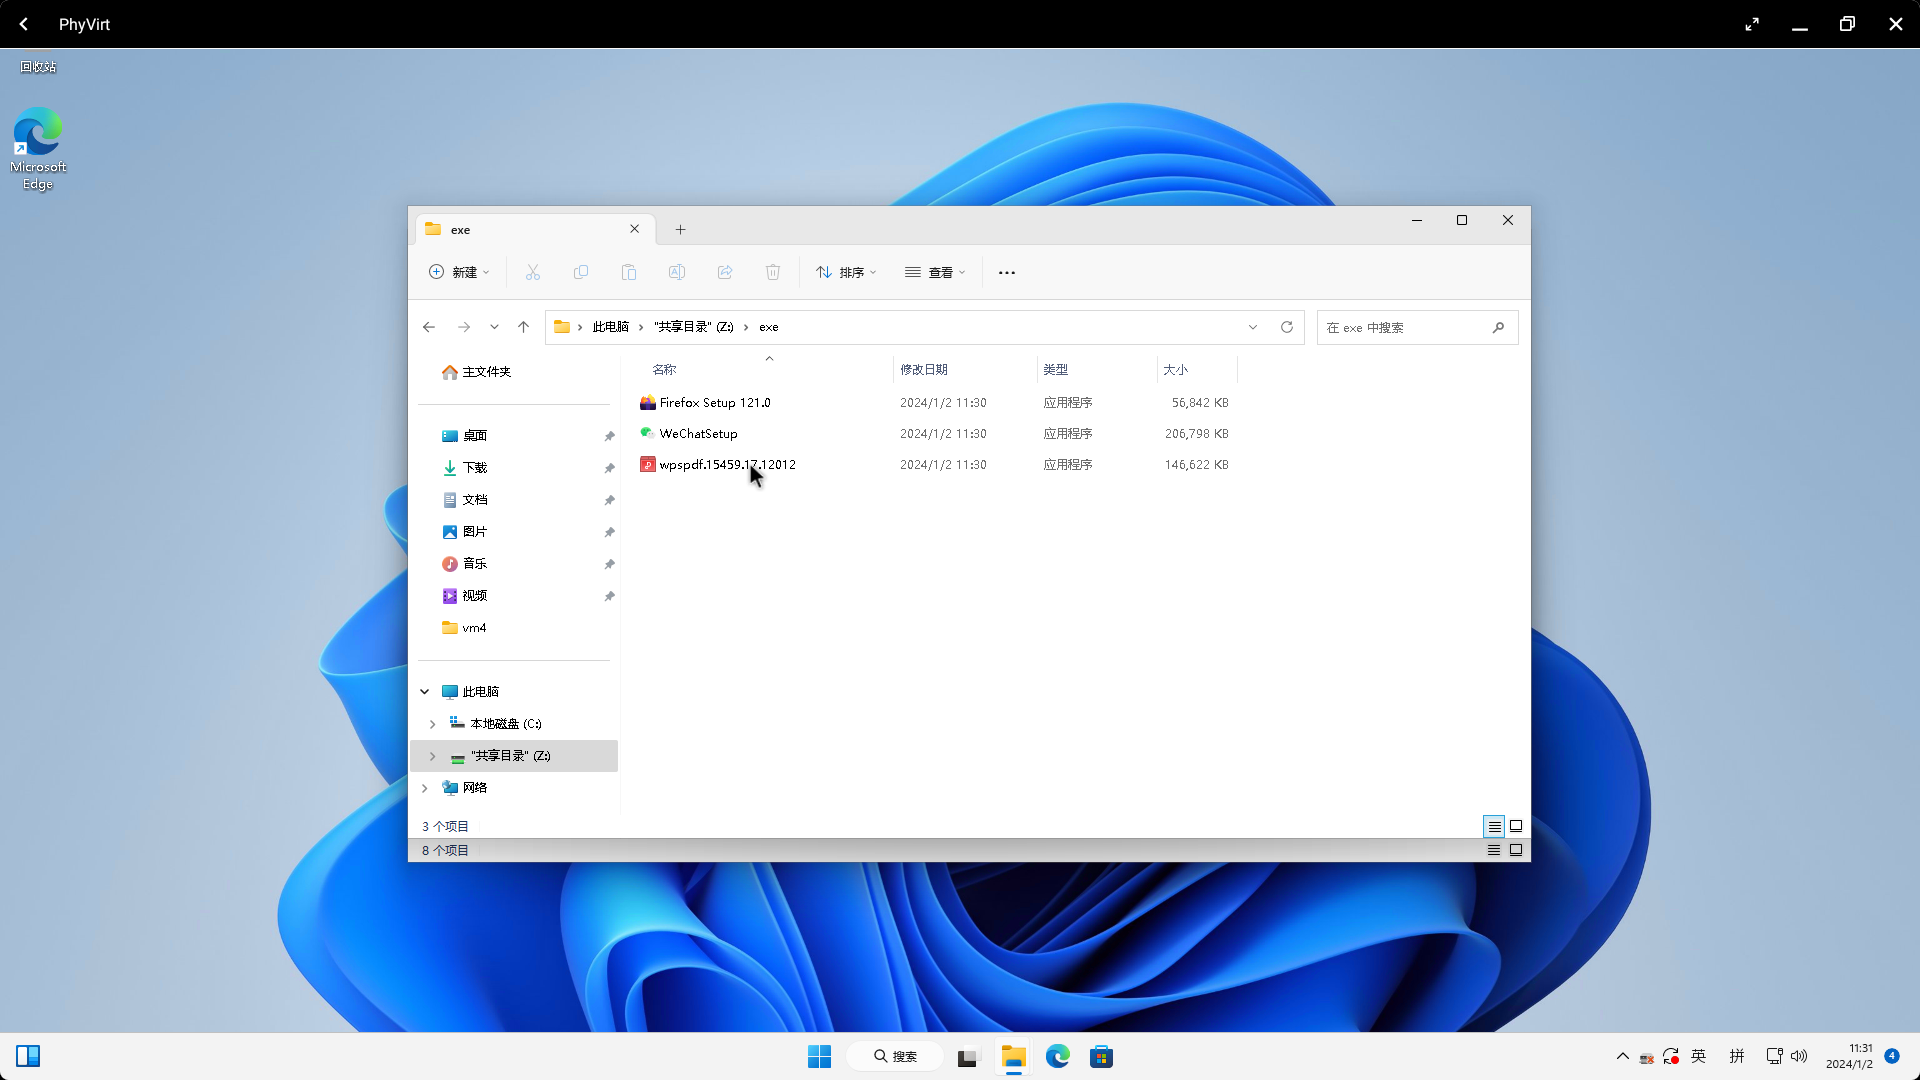 PhyVirt
回收站
Microsoft
Edge
exe
新建
排序
查看
此电脑
"共享目录" (Z:)
exe
在 exe 中搜索
主文件夹
名称
修改日期
类型
大小
Firefox Setup 121.0
2024/1/2 11:30
应用程序
56,842 KB
WeChatSetup
2024/1/2 11:30
应用程序
206,798 KB
wpspdf.15459.17.12012
2024/1/2 11:30
应用程序
146,622 KB
桌面
下载
文档
图片
音乐
视频
vm4
此电脑
本地磁盘 (C:)
"共享目录" (Z:)
网络
3 个项目
8 个项目
搜索
英
拼
11:31
2024/1/2
4